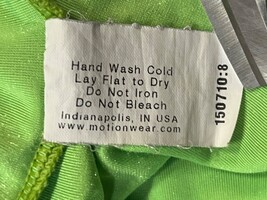 Hand Wash Cold
Lay Flat to Dry
Do Not Iron
Do Not Bleach
Indianapolis, IN USA
www.motionwear.com
150710:8